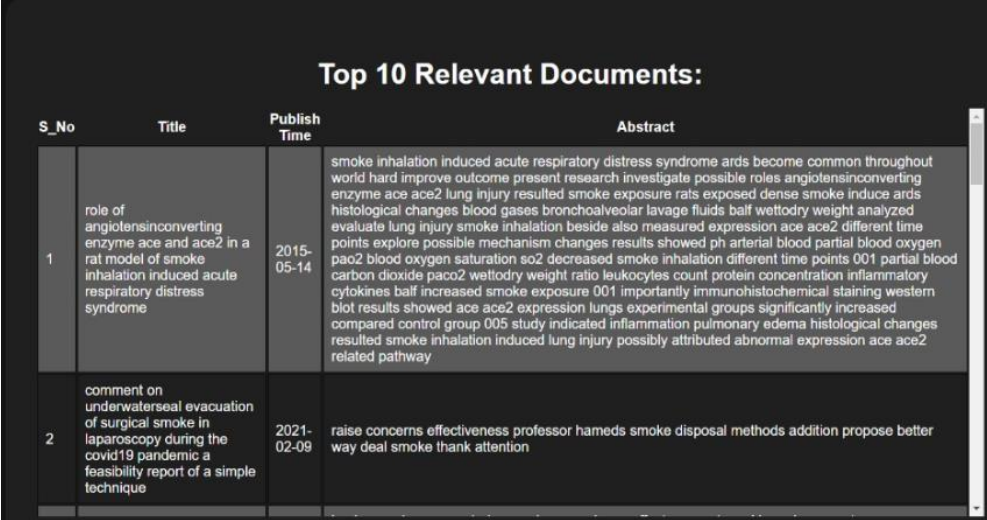 Top 10 Relevant Documents:
S_No Title Publish Time Abstract
1
role of
angiotensinconverting
enzyme ace and ace2 in a
rat model of smoke
inhalation induced acute
respiratory distress
syndrome
2015-
05-14
smoke inhalation induced acute respiratory distress syndrome ards become common throughout
world hard improve outcome present research investigate possible roles angiotensinconverting
enzyme ace ace2 lung injury resulted smoke exposure rats exposed dense smoke induce ards
histological changes blood gases bronchoalveolar lavage fluids balf wettodry weight analyzed
evaluate lung injury smoke inhalation beside also measured expression ace ace2 different time
points explore possible mechanism changes results showed ph arterial blood partial blood oxygen
pao2 blood oxygen saturation so2 decreased smoke inhalation different time points 001 partial blood
carbon dioxide paco2 wettodry weight ratio leukocytes count protein concentration inflammatory
cytokines balf increased smoke exposure 001 importantly immunohistochemical staining western
blot results showed ace ace2 expression lungs experimental groups significantly increased
compared control group 005 study indicated inflammation pulmonary edema histological changes
resulted smoke inhalation induced lung injury possibly attributed abnormal expression ace ace2
related pathway
2
comment on
underwaterseal evacuation
of surgical smoke in
laparoscopy during the
covid19 pandemic a
feasibility report of a simple
technique
2021-
02-09
raise concerns effectiveness professor hameds smoke disposal methods addition propose better
way deal smoke thank attention